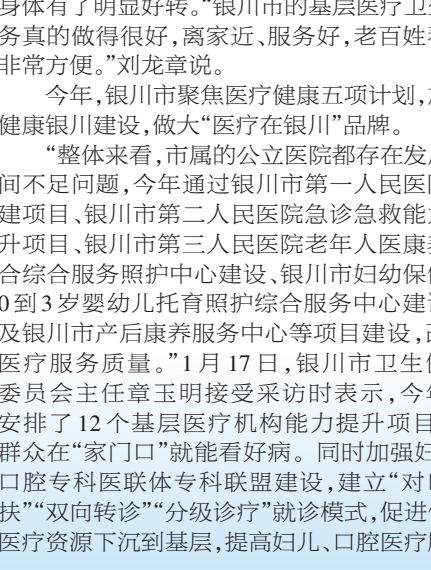 身体有了明显好转。“银川市的基层医疗卫生
务真的做得很好,离家近、服务好,老百姓看
非常方便。”刘龙章说。
今年,银川市聚焦医疗健康五项计划,
健康银川建设,做大“医疗在银川”品牌。
“整体来看,市属的公立医院都存在发展
间不足问题,今年通过银川市第一人民医院
建项目、银川市第二人民医院急诊急救能力
升项目、银川市第三人民医院老年人医康养
合综合服务照护中心建设、银川市妇幼保健
0到3岁婴幼儿托育照护综合服务中心建设
及银川市产后康养服务中心等项目建设,改
医疗服务质量。”1月17日,银川市卫生健
委员会主任章玉明接受采访时表示,今年
安排了12个基层医疗机构能力提升项目
群众在“家门口”就能看好病。同时加强妇
口腔专科医联体专科联盟建设,建立“对口
扶”“双向转诊”“分级诊疗”就诊模式,促进优
医疗资源下沉到基层,提高妇儿、口腔医疗服